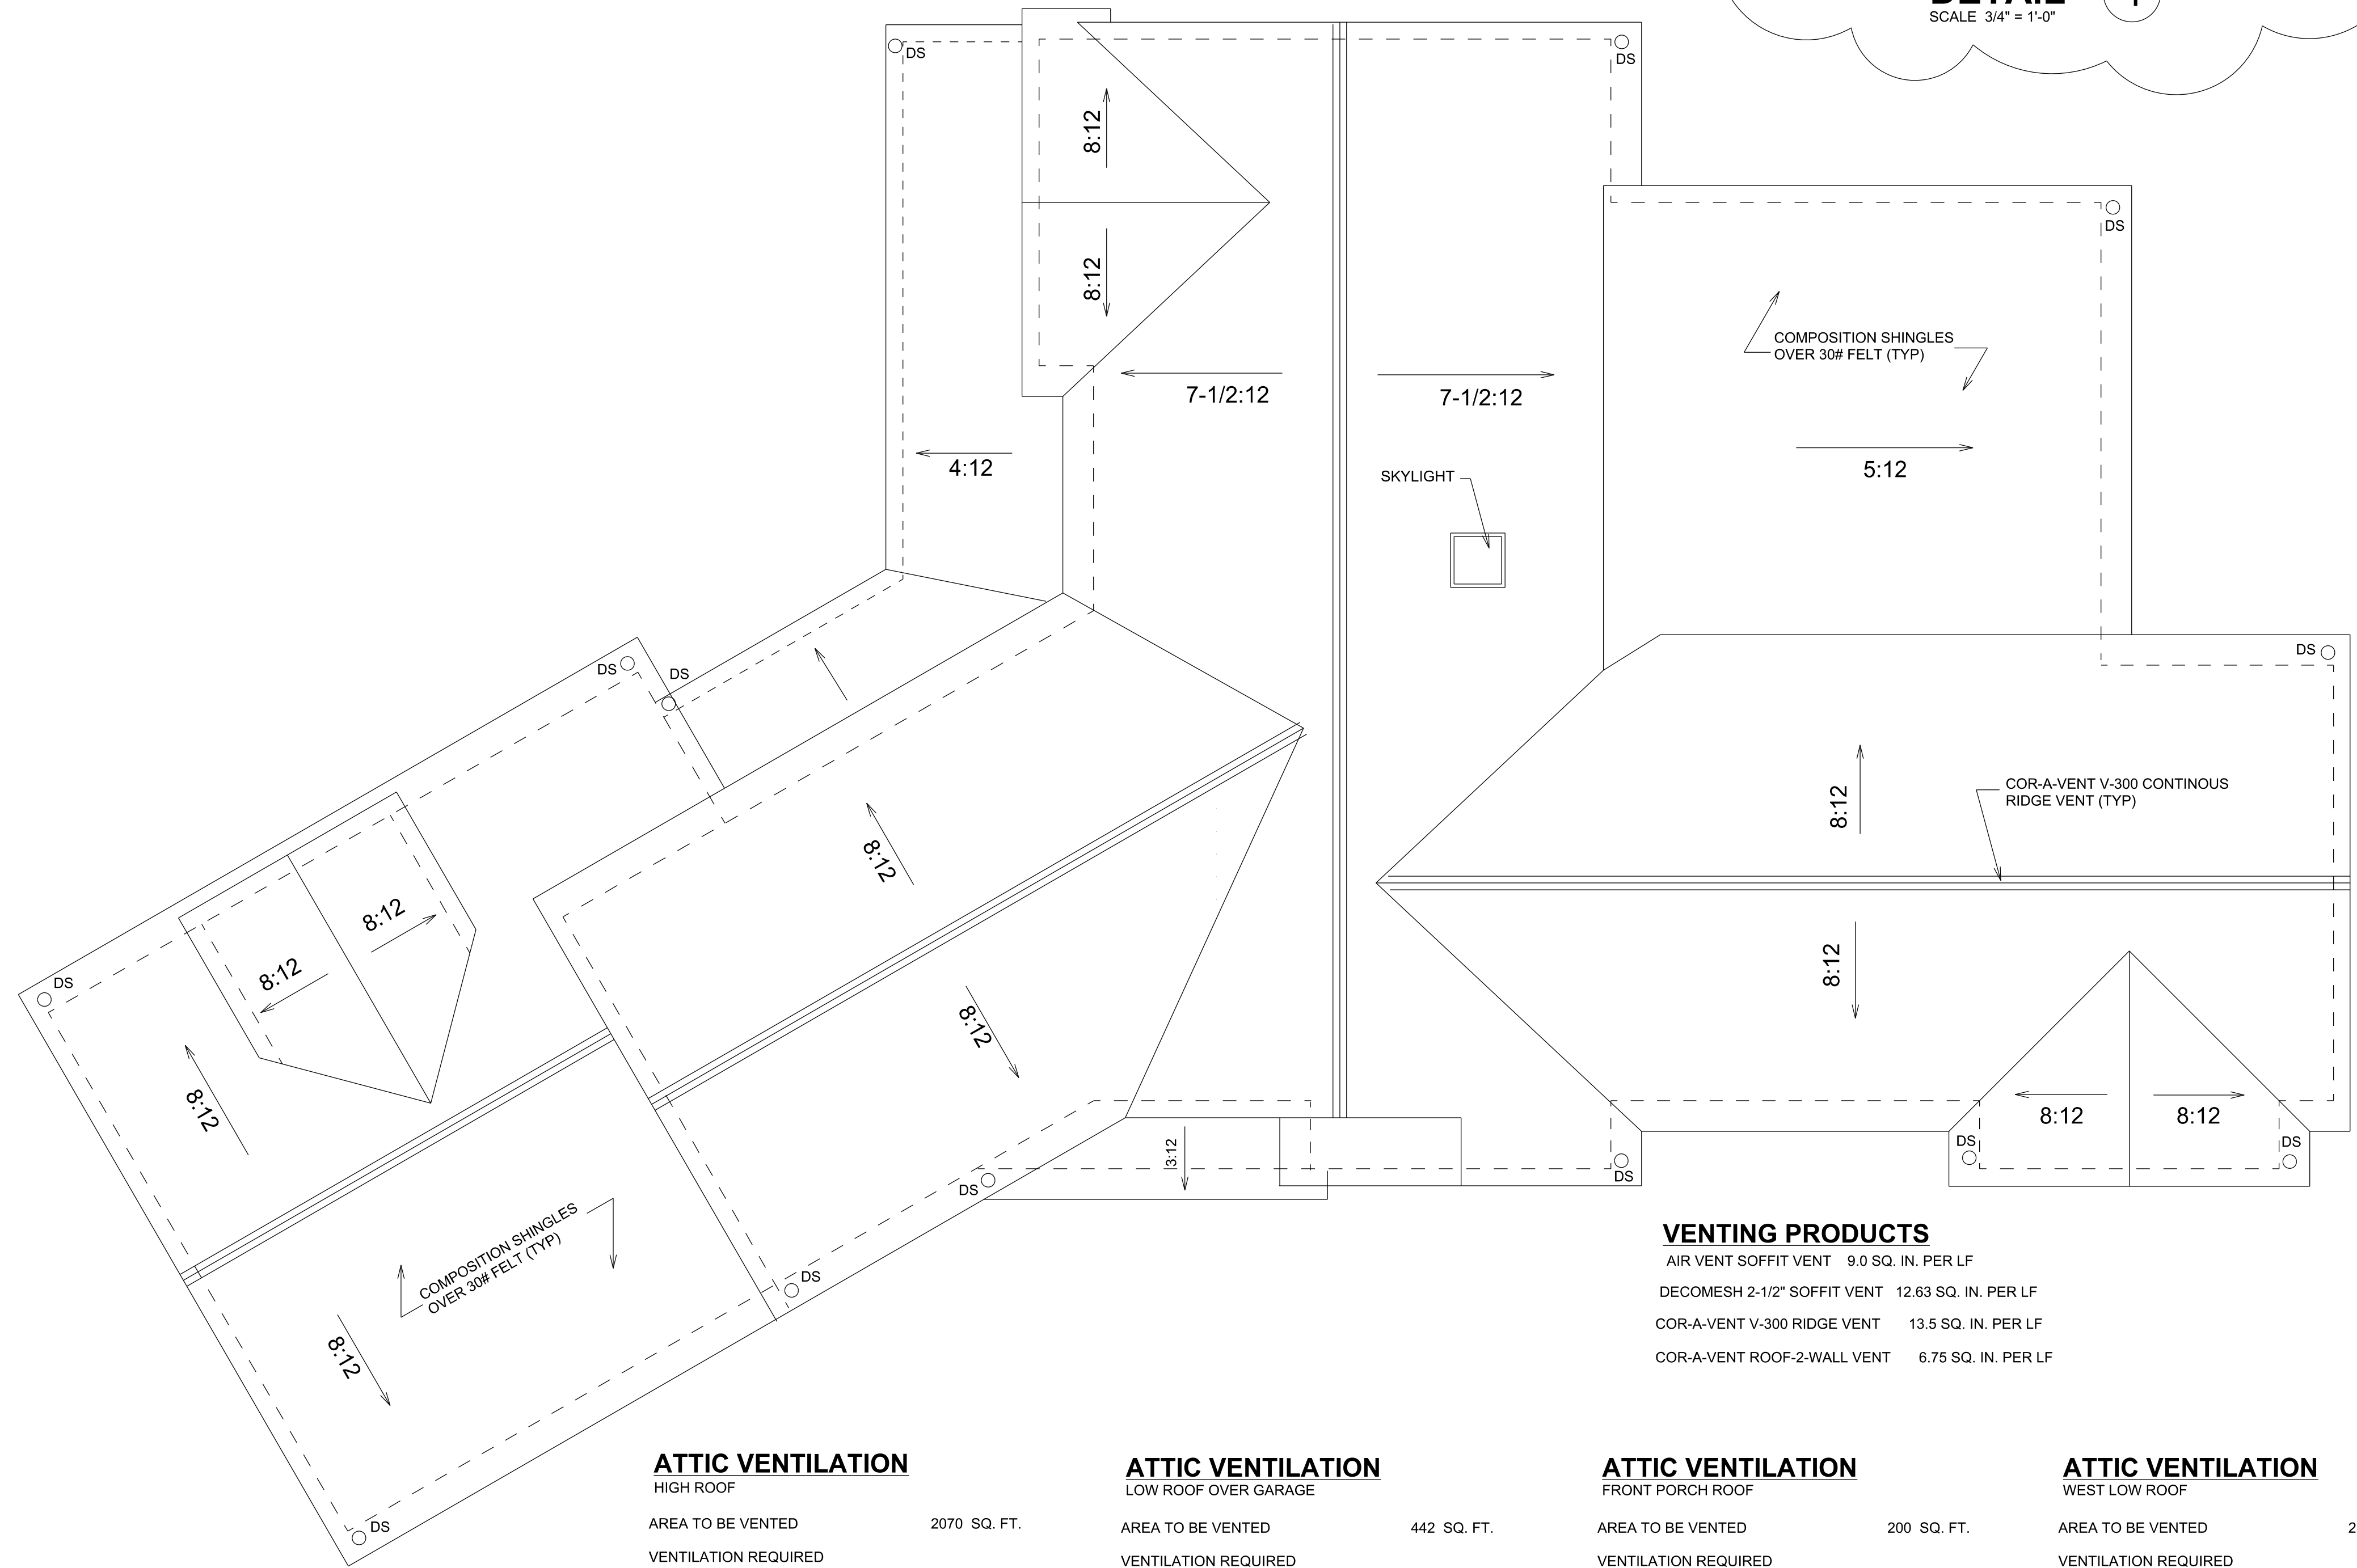 DETAIL
SCALE 3/4" = 1'-0"
DS
DS
8:12
8:12
DS
COMPOSITION SHINGLES
OVER 30# FELT (TYP)
7-1/2:12
7-1/2:12
4:12
5:12
SKYLIGHT
DS
DS
DS
COR-A-VENT V-300 CONTINOUS
RIDGE VENT (TYP)
8:12
8:12
8:12
8:12
DS
8:12
8:12
8:12
8:12
8:12
3:12
DS
DS
DS
DS
COMPOSITION SHINGLES
OVER 30# FELT (TYP)
DS
8:12
DS
VENTING PRODUCTS
AIR VENT SOFFIT VENT 9.0 SQ. IN. PER LF
DECOMESH 2-1/2" SOFFIT VENT 12.63 SQ. IN. PER LF
COR-A-VENT V-300 RIDGE VENT 13.5 SQ. IN. PER LF
COR-A-VENT ROOF-2-WALL VENT 6.75 SQ. IN. PER LF
ATTIC VENTILATION
HIGH ROOF
AREA TO BE VENTED 2070 SQ. FT.
VENTILATION REQUIRED
ATTIC VENTILATION
LOW ROOF OVER GARAGE
AREA TO BE VENTED 442 SQ. FT.
VENTILATION REQUIRED
ATTIC VENTILATION
FRONT PORCH ROOF
AREA TO BE VENTED 200 SQ. FT.
VENTILATION REQUIRED
ATTIC VENTILATION
WEST LOW ROOF
AREA TO BE VENTED 2
VENTILATION REQUIRED